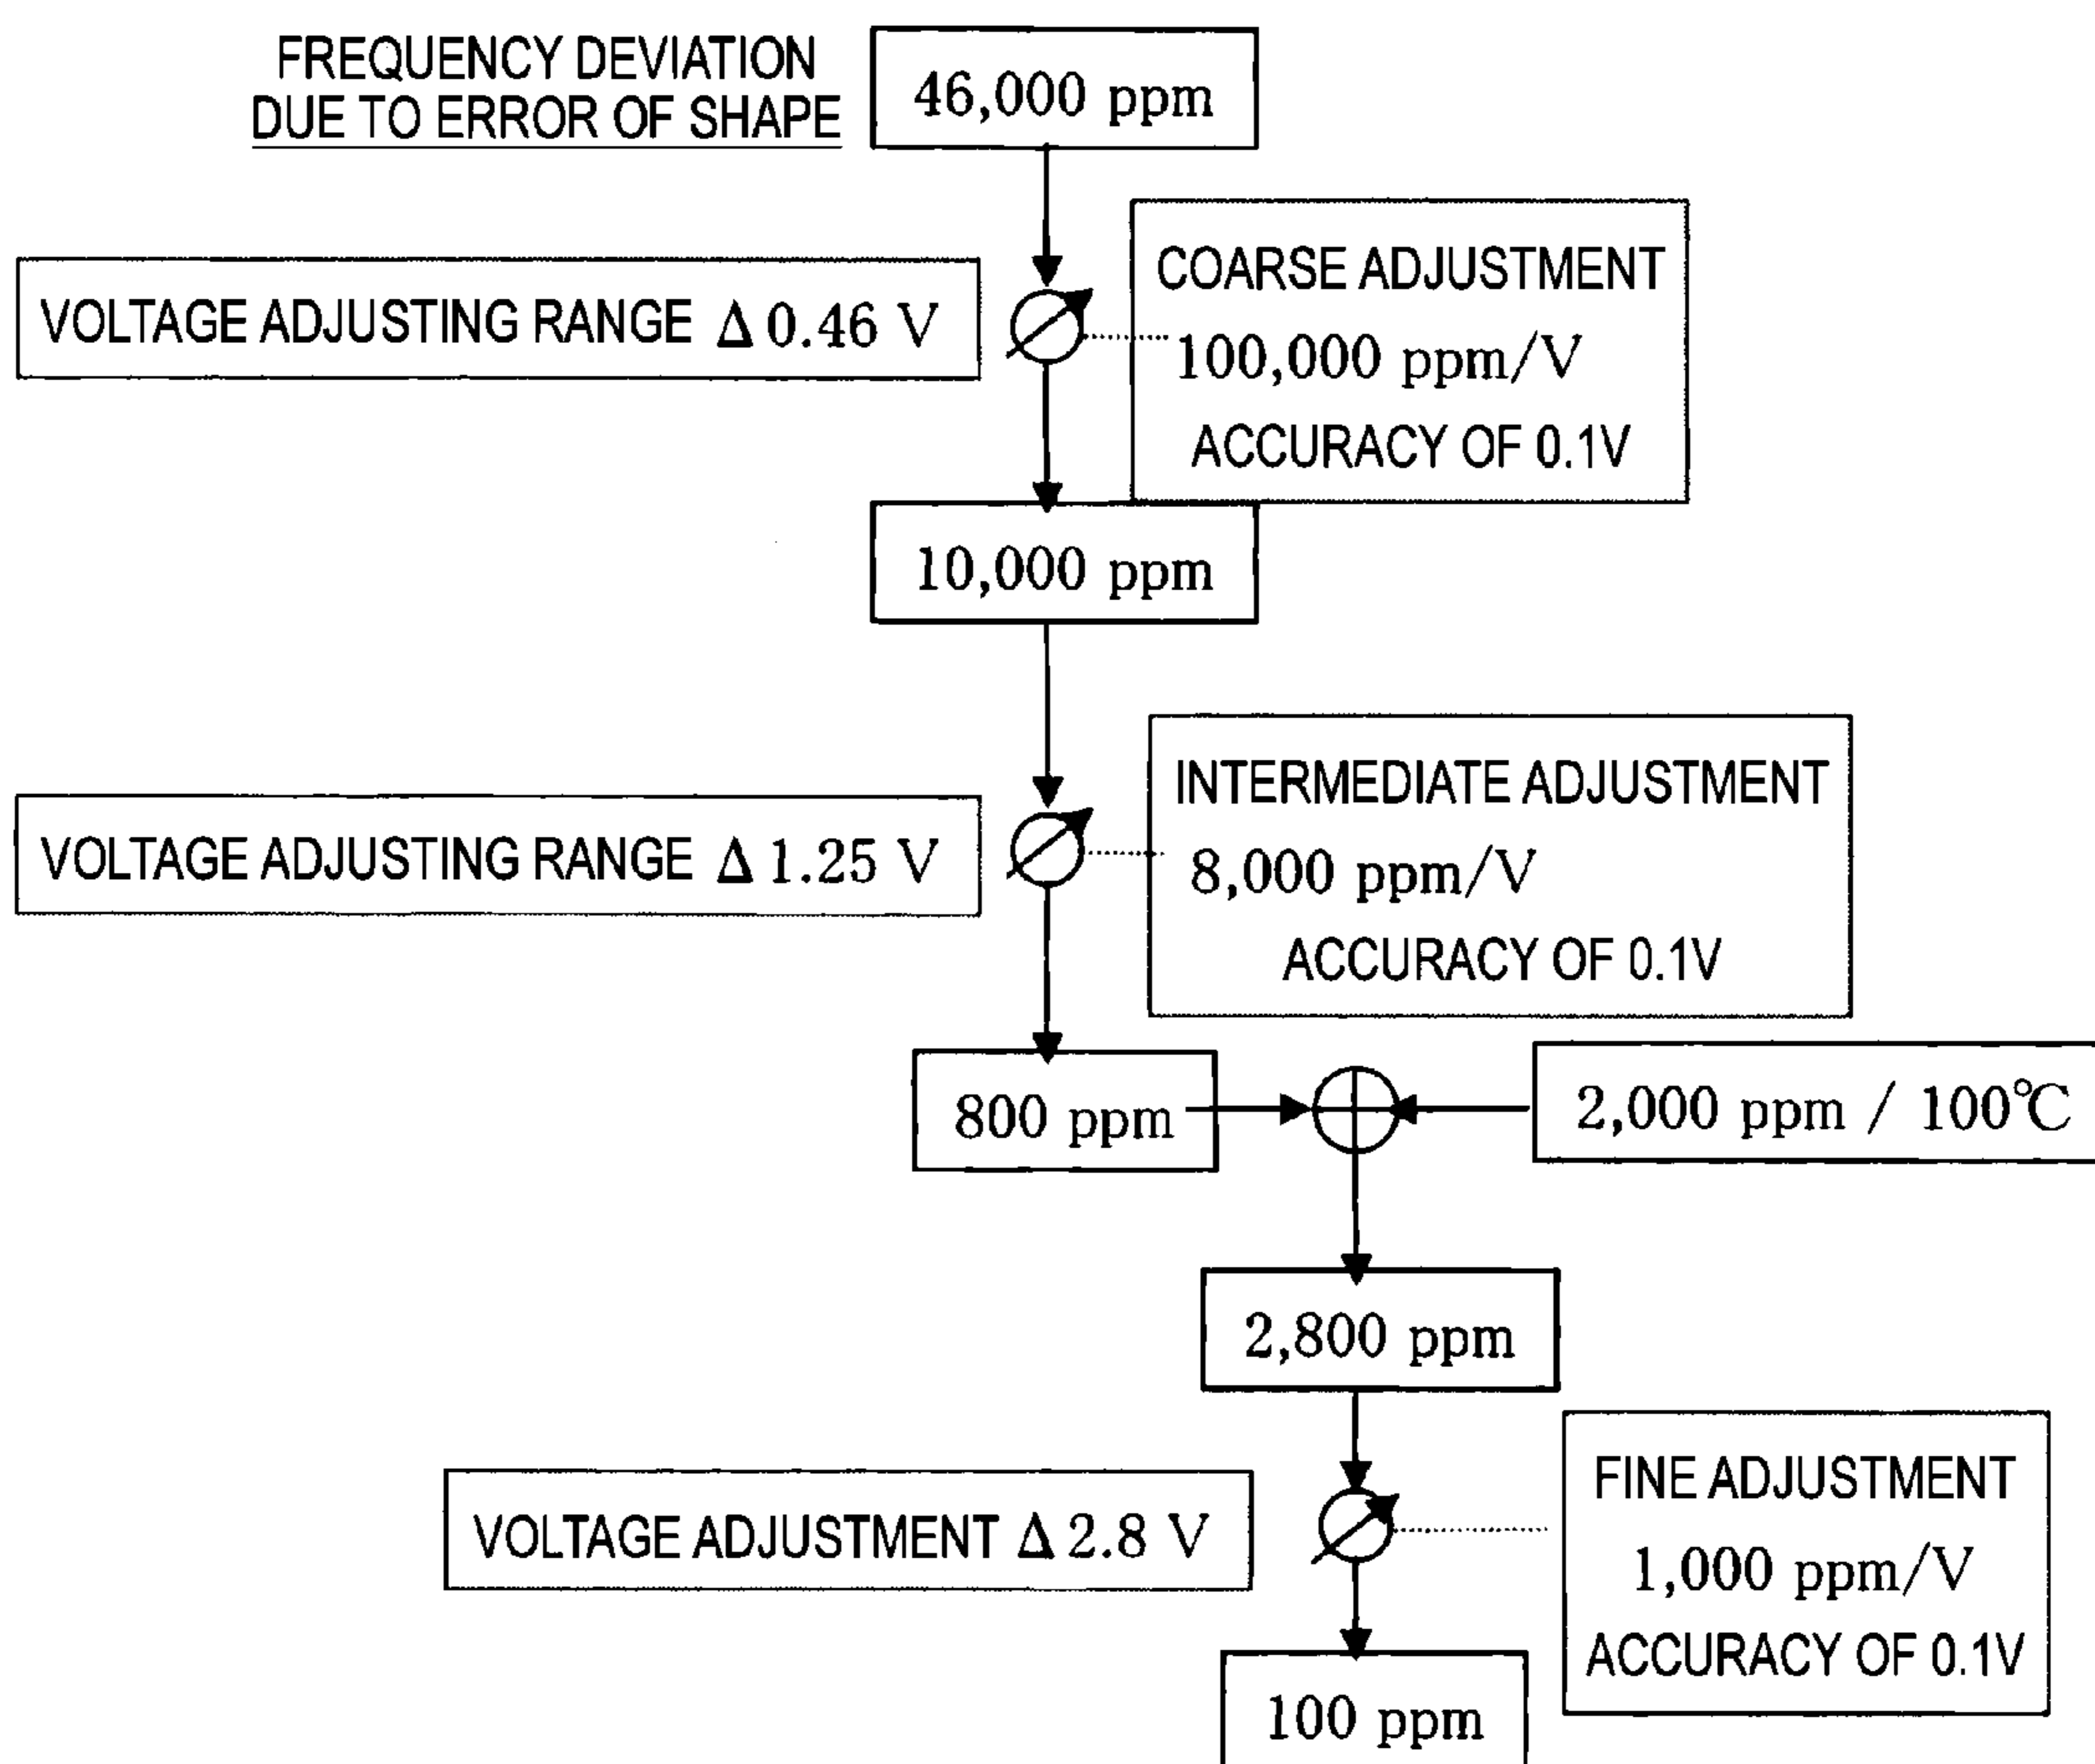 FREQUENCY DEVIATION
DUE TO ERROR OF SHAPE
46,000 ppm
VOLTAGE ADJUSTING RANGE Δ 0.46 V
COARSE ADJUSTMENT
100,000 ppm/V
ACCURACY OF 0.1V
10,000 ppm
VOLTAGE ADJUSTING RANGE Δ 1.25 V
INTERMEDIATE ADJUSTMENT
8,000 ppm/V
ACCURACY OF 0.1V
800 ppm
2,000 ppm / 100℃
2,800 ppm
VOLTAGE ADJUSTMENT Δ 2.8 V
FINE ADJUSTMENT
1,000 ppm/V
ACCURACY OF 0.1V
100 ppm